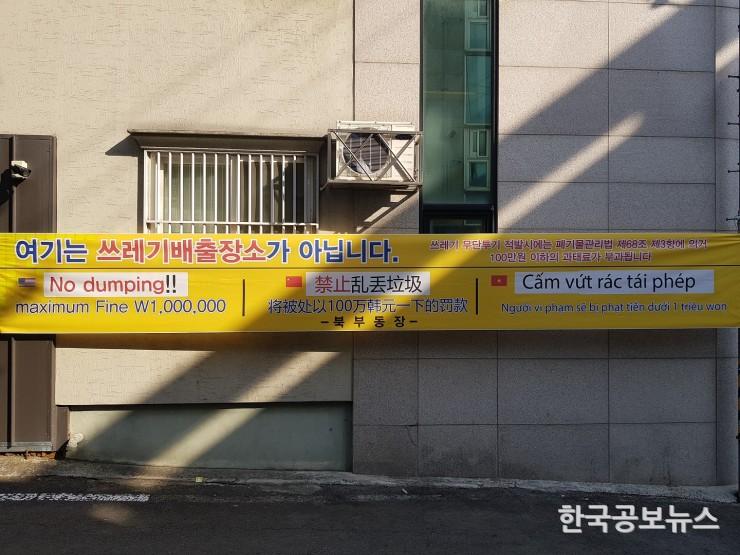 여기는 쓰레기배출장소가 아닙니다.
쓰레기 무단투기 적발시에는 폐기물관리법 제68조 제3항에 의거
100만원 이하의 과태료가 부과됩니다
No dumping!!
maximum Fine W1,000,000
禁止乱丢垃圾
将被处以100万韩元一下的罚款
Cấm vứt rác tái phép
Người vi phạm sẽ bị phạt tiền dưới 1 triệu won
-북부동장-
한국공보뉴스